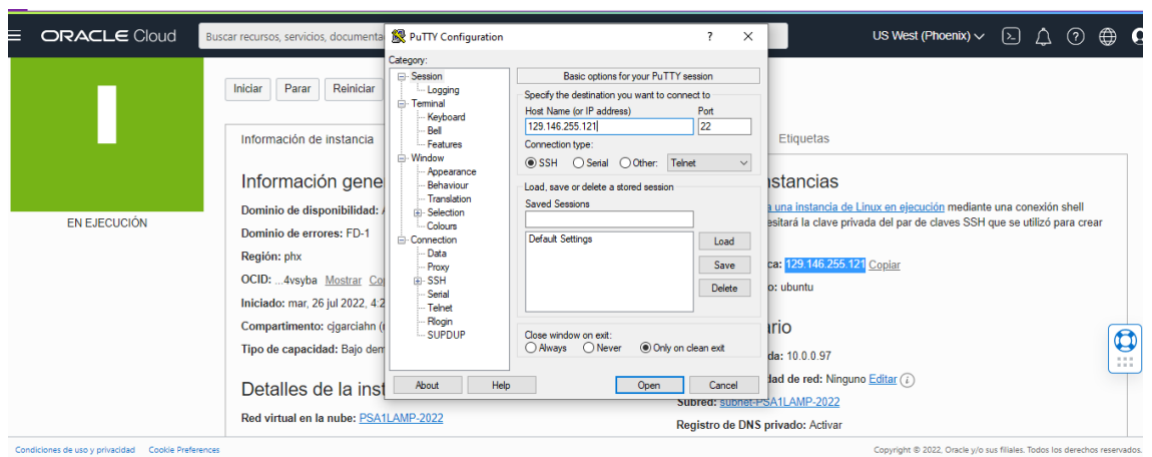 ORACLE Cloud
Buscar recursos, servicios, documenta
US West (Phoenix)
EN EJECUCIÓN
Iniciar Parar Reiniciar
Información de instancia
Información gene
Dominio de disponibilidad:
Dominio de errores: FD-1
Región: phx
OCID: ...4vsyba Mostrar Co
Iniciado: mar, 26 jul 2022, 4:2
Compartimento: cjgarciahn
Tipo de capacidad: Bajo dem
Detalles de la inst
Red virtual en la nube: PSA1LAMP-2022
PuTTY Configuration
Category:
Session
Logging
Terminal
Keyboard
Bell
Features
Window
Appearance
Behaviour
Translation
Selection
Colours
Connection
Data
Proxy
SSH
Serial
Telnet
Rlogin
SUPDUP
Basic options for your PuTTY session
Specify the destination you want to connect to
Host Name (or IP address) Port
129.146.255.121 22
Connection type:
SSH Serial Other: Telnet
Load, save or delete a stored session
Saved Sessions
Default Settings
Load
Save
Delete
Close window on exit:
Always Never Only on clean exit
About Help Open Cancel
Etiquetas
stancias
una instancia de Linux en ejecución mediante una conexión shell
esitará la clave privada del par de claves SSH que se utilizó para crear
ca: 129.146.255.121 Copiar
o: ubuntu
rio
da: 10.0.0.97
dad de red: Ninguno Editar
Subred: subnet-PSA1LAMP-2022
Registro de DNS privado: Activar
Condiciones de uso y privacidad Cookie Preferences
Copyright © 2022, Oracle y/o sus filiales. Todos los derechos reservados.